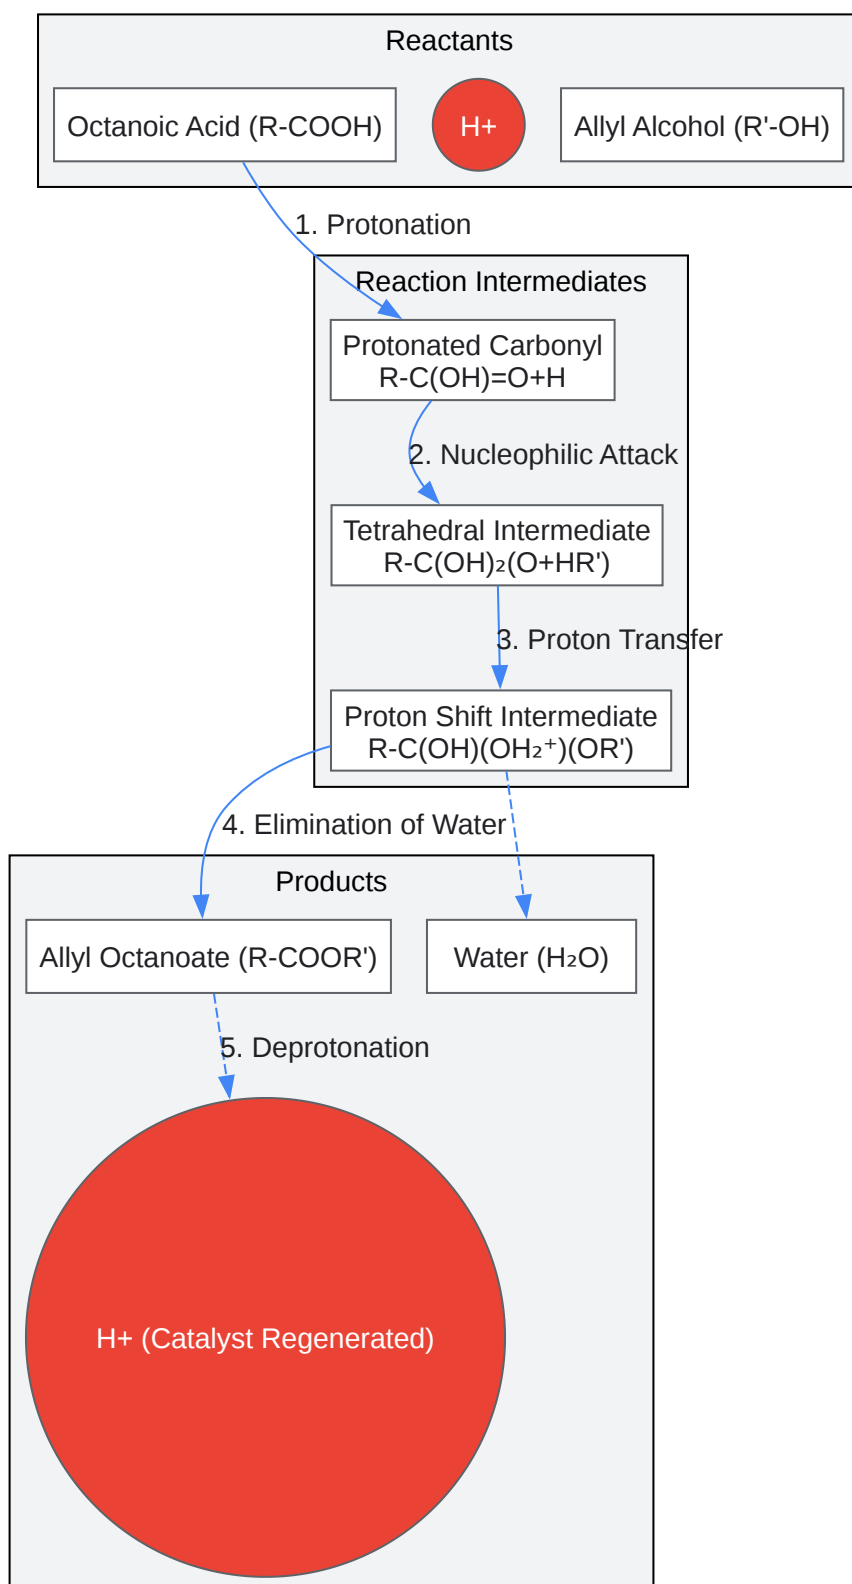 Reactants
Octanoic Acid (R-COOH)
H+
Allyl Alcohol (R'-OH)
1. Protonation
Reaction Intermediates
Protonated Carbonyl
R-C(OH)=O+H
2. Nucleophilic Attack
Tetrahedral Intermediate
R-C(OH)₂(O+HR')
3. Proton Transfer
Proton Shift Intermediate
R-C(OH)(OH₂⁺)(OR')
4. Elimination of Water
Products
Allyl Octanoate (R-COOR')
Water (H₂O)
5. Deprotonation
H+ (Catalyst Regenerated)